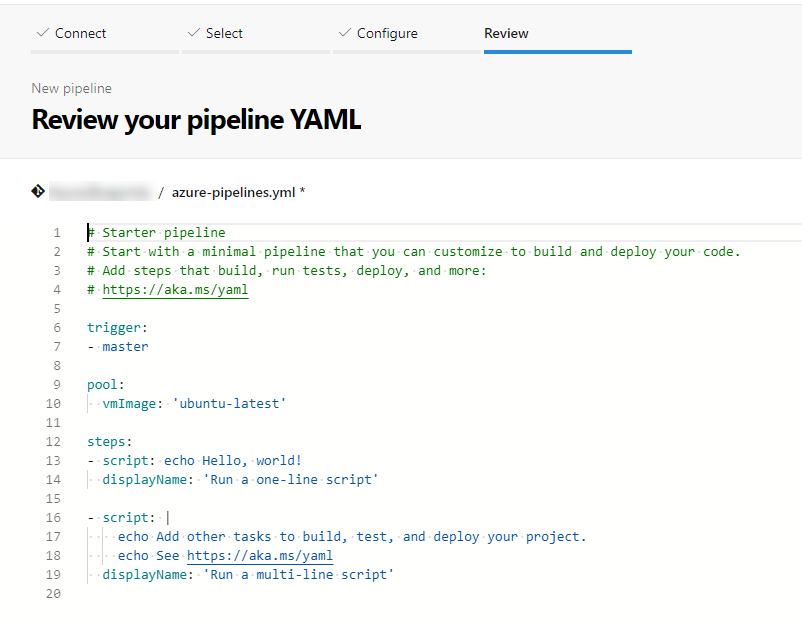 Connect Select Configure Review
New pipeline
Review your pipeline YAML
/ azure-pipelines.yml *
1 # Starter pipeline
2 # Start with a minimal pipeline that you can customize to build and deploy your code.
3 # Add steps that build, run tests, deploy, and more:
4 # https://aka.ms/yaml
5
6 trigger:
7 - master
8
9 pool:
10   vmImage: 'ubuntu-latest'
11
12 steps:
13 - script: echo Hello, world!
14   displayName: 'Run a one-line script'
15
16 - script: |
17     echo Add other tasks to build, test, and deploy your project.
18     echo See https://aka.ms/yaml
19   displayName: 'Run a multi-line script'
20